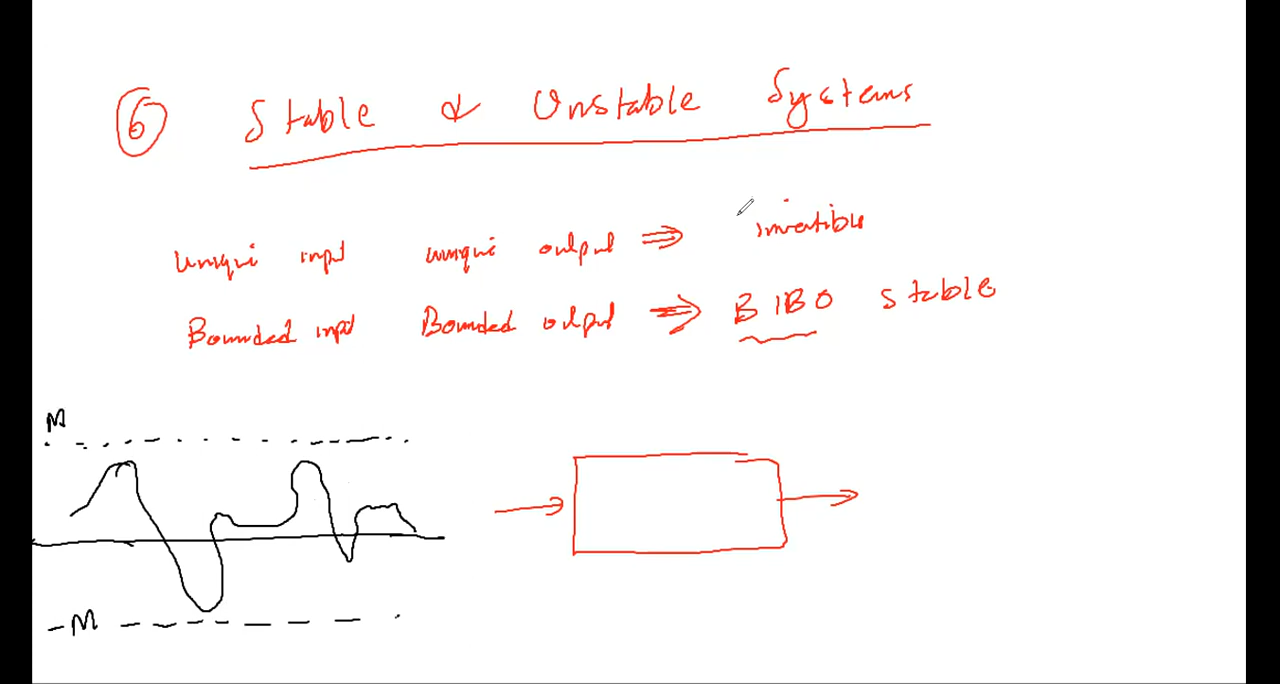 6 Stable & Unstable Systems
Unique input unique output ⇒ invertible
Bounded input Bounded output ⇒ BIBO stable
M
-M